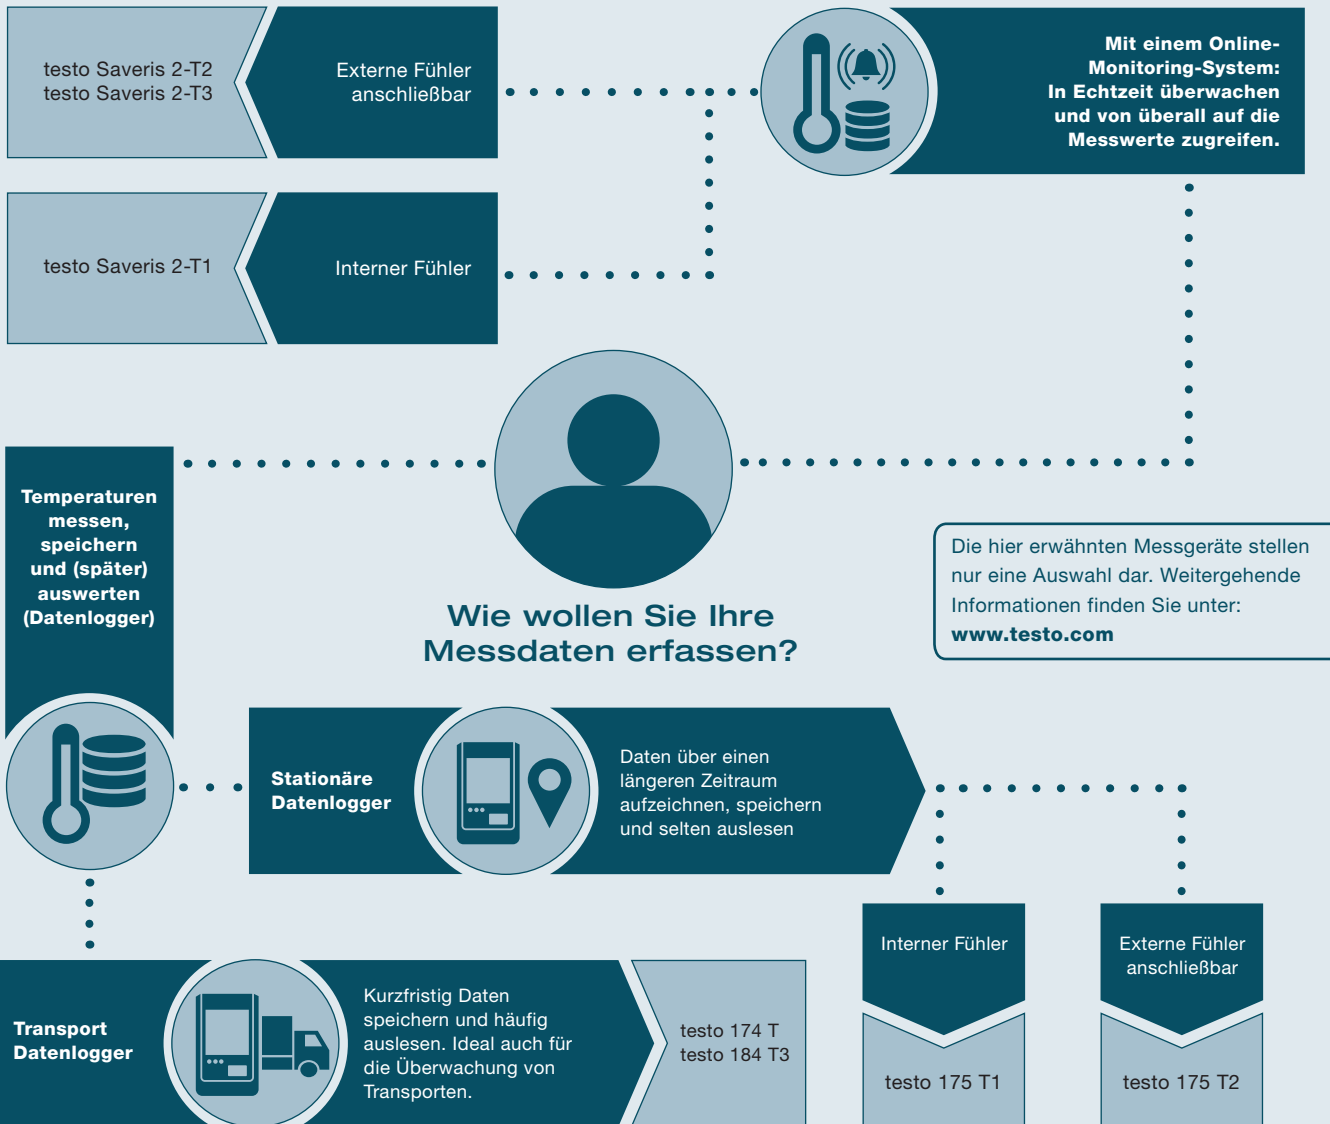 testo Saveris 2-T2
testo Saveris 2-T3
Externe Fühler
anschließbar
Mit einem Online-
Monitoring-System:
In Echtzeit überwachen
und von überall auf die
Messwerte zugreifen.
testo Saveris 2-T1
Interner Fühler
Temperaturen
messen,
speichern
und (später)
auswerten
(Datenlogger)
Wie wollen Sie Ihre
Messdaten erfassen?
Die hier erwähnten Messgeräte stellen
nur eine Auswahl dar. Weitergehende
Informationen finden Sie unter:
www.testo.com
Stationäre
Datenlogger
Daten über einen
längeren Zeitraum
aufzeichnen, speichern
und selten auslesen
Interner Fühler
Externe Fühler
anschließbar
Transport
Datenlogger
Kurzfristig Daten
speichern und häufig
auslesen. Ideal auch für
die Überwachung von
Transporten.
testo 174 T
testo 184 T3
testo 175 T1
testo 175 T2